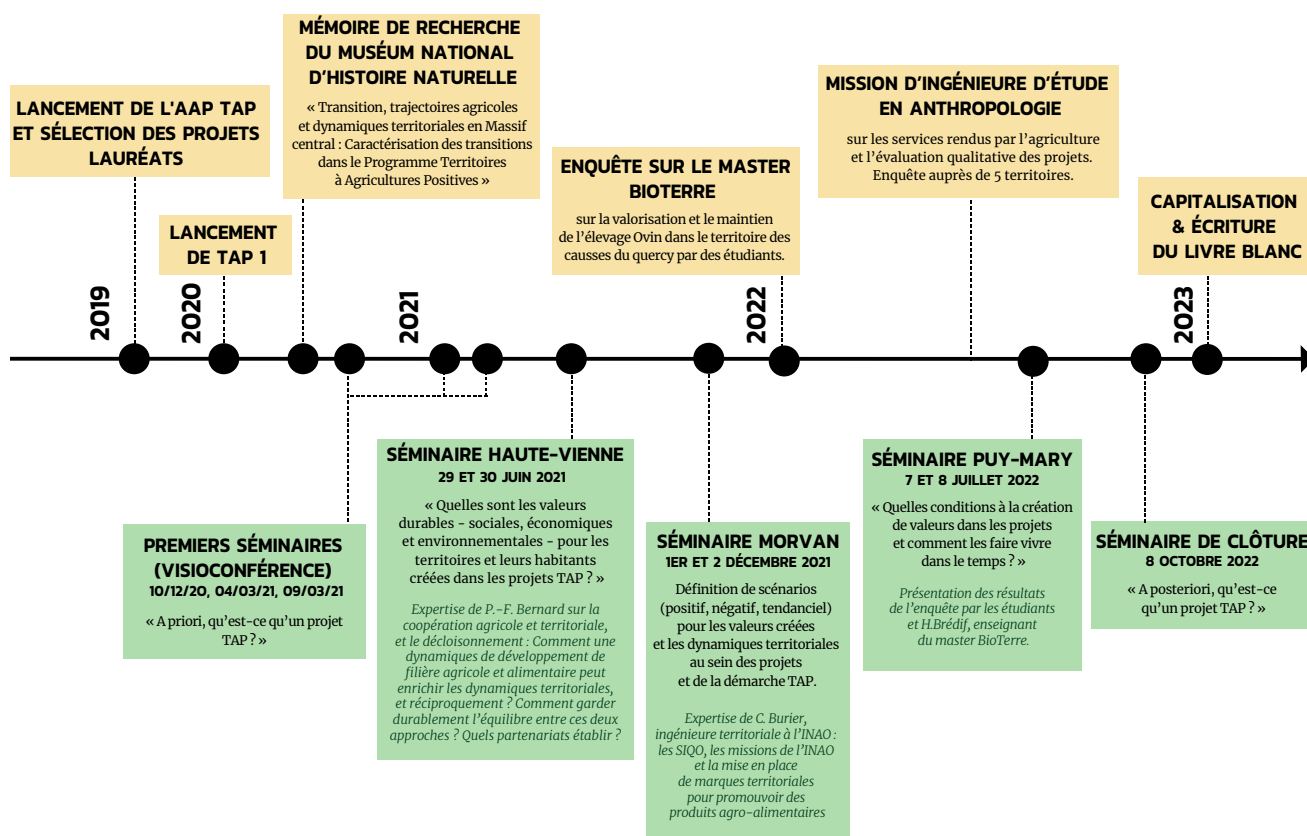 LANCEMENT DE L'AAP TAP
ET SÉLECTION DES PROJETS
LAURÉATS
LANCEMENT
DE TAP 1
MÉMOIRE DE RECHERCHE
DU MUSÉUM NATIONAL
D'HISTOIRE NATURELLE
« Transition, trajectoires agricoles
et dynamiques territoriales en Massif
central : Caractérisation des transitions
dans le Programme Territoires
à Agricultures Positives »
ENQUÊTE SUR LE MASTER
BIOTERRE
sur la valorisation et le maintien
de l'élevage Ovin dans le territoire des
causses du quercy par des étudiants.
MISSION D'INGÉNIEURE D'ÉTUDE
EN ANTHROPOLOGIE
sur les services rendus par l'agriculture
et l'évaluation qualitative des projets.
Enquête auprès de 5 territoires.
CAPITALISATION
& ÉCRITURE
DU LIVRE BLANC
2019
2020
2021
2022
2023
PREMIERS SÉMINAIRES
(VISIOCONFÉRENCE)
10/12/20, 04/03/21, 09/03/21
« A priori, qu'est-ce qu'un projet
TAP ? »
SÉMINAIRE HAUTE-VIENNE
29 ET 30 JUIN 2021
« Quelles sont les valeurs
durables - sociales, économiques
et environnementales - pour les
territoires et leurs habitants
créées dans les projets TAP ? »
Expertise de P.-F. Bernard sur la
coopération agricole et territoriale,
et le décloisonnement : Comment une
dynamiques de développement de
filière agricole et alimentaire peut
enrichir les dynamiques territoriales,
et réciproquement ? Comment garder
durablement l'équilibre entre ces deux
approches ? Quels partenariats établir ?
SÉMINAIRE MORVAN
1ER ET 2 DÉCEMBRE 2021
Définition de scénarios
(positif, négatif, tendanciel)
pour les valeurs créées
et les dynamiques territoriales
au sein des projets
et de la démarche TAP.
Expertise de C. Burier,
ingénieure territoriale à l'INAO :
les SIQO, les missions de l'INAO
et la mise en place
de marques territoriales
pour promouvoir des
produits agro-alimentaires
SÉMINAIRE PUY-MARY
7 ET 8 JUILLET 2022
« Quelles conditions à la création
de valeurs dans les projets
et comment les faire vivre
dans le temps ? »
Présentation des résultats
de l'enquête par les étudiants
et H.Brédif, enseignant
du master BioTerre.
SÉMINAIRE DE CLÔTURE
8 OCTOBRE 2022
« A posteriori, qu'est-ce
qu'un projet TAP ? »